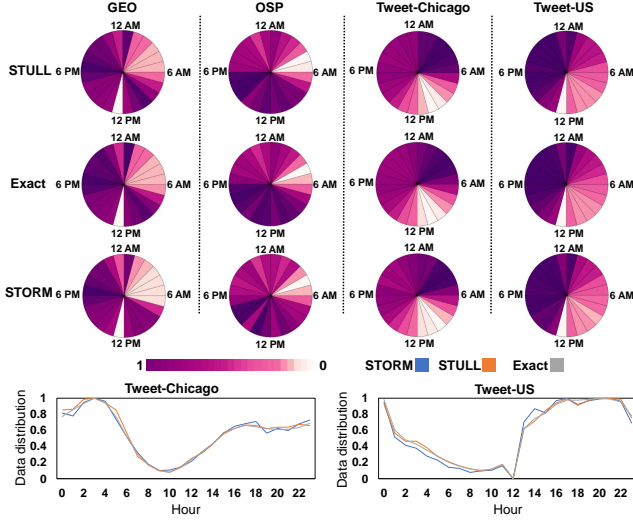 GEO OSP Tweet-Chicago Tweet-US
12 AM 12 AM 12 AM 12 AM
STULL 6 PM 6 AM 6 PM 6 AM 6 PM 6 AM 6 PM 6 AM
12 PM 12 PM 12 PM 12 PM
12 AM 12 AM 12 AM 12 AM
Exact 6 PM 6 AM 6 PM 6 AM 6 PM 6 AM 6 PM 6 AM
12 PM 12 PM 12 PM 12 PM
12 AM 12 AM 12 AM 12 AM
STORM 6 PM 6 AM 6 PM 6 AM 6 PM 6 AM 6 PM 6 AM
12 PM 12 PM 12 PM 12 PM
1 0 STORM STULL Exact
Tweet-Chicago
Data distribution
1
0.8
0.6
0.4
0.2
0
0 2 4 6 8 10 12 14 16 18 20 22
Hour
Tweet-US
Data distribution
1
0.8
0.6
0.4
0.2
0
0 2 4 6 8 10 12 14 16 18 20 22
Hour